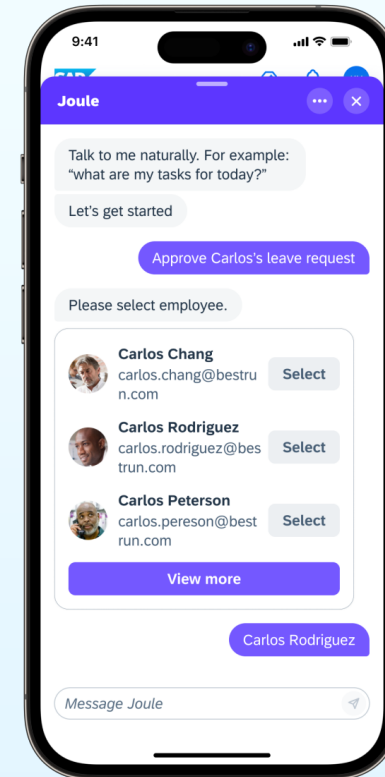 9:41
SAP
Joule
Talk to me naturally. For example:
“what are my tasks for today?”
Let's get started
Approve Carlos's leave request
Please select employee.
Carlos Chang
carlos.chang@bestru
n.com
Select
Carlos Rodriguez
carlos.rodriguez@bes
trun.com
Select
Carlos Peterson
carlos.pereson@best
run.com
Select
View more
Carlos Rodriguez
Message Joule